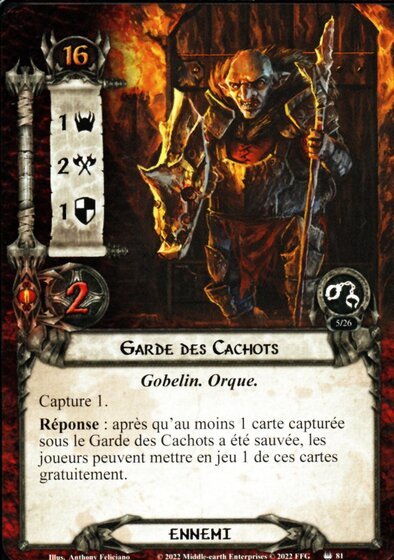 16
1
2
1
2
5/26
Garde des Cachots
Gobelin. Orque.
Capture 1.
Réponse : après qu'au moins 1 carte capturée
sous le Garde des Cachots a été sauvée, les
joueurs peuvent mettre en jeu 1 de ces cartes
gratuitement.
ENNEMI
Illus. Anthony Feliciano
© 2022 Middle-earth Enterprises © 2022 FFG
81